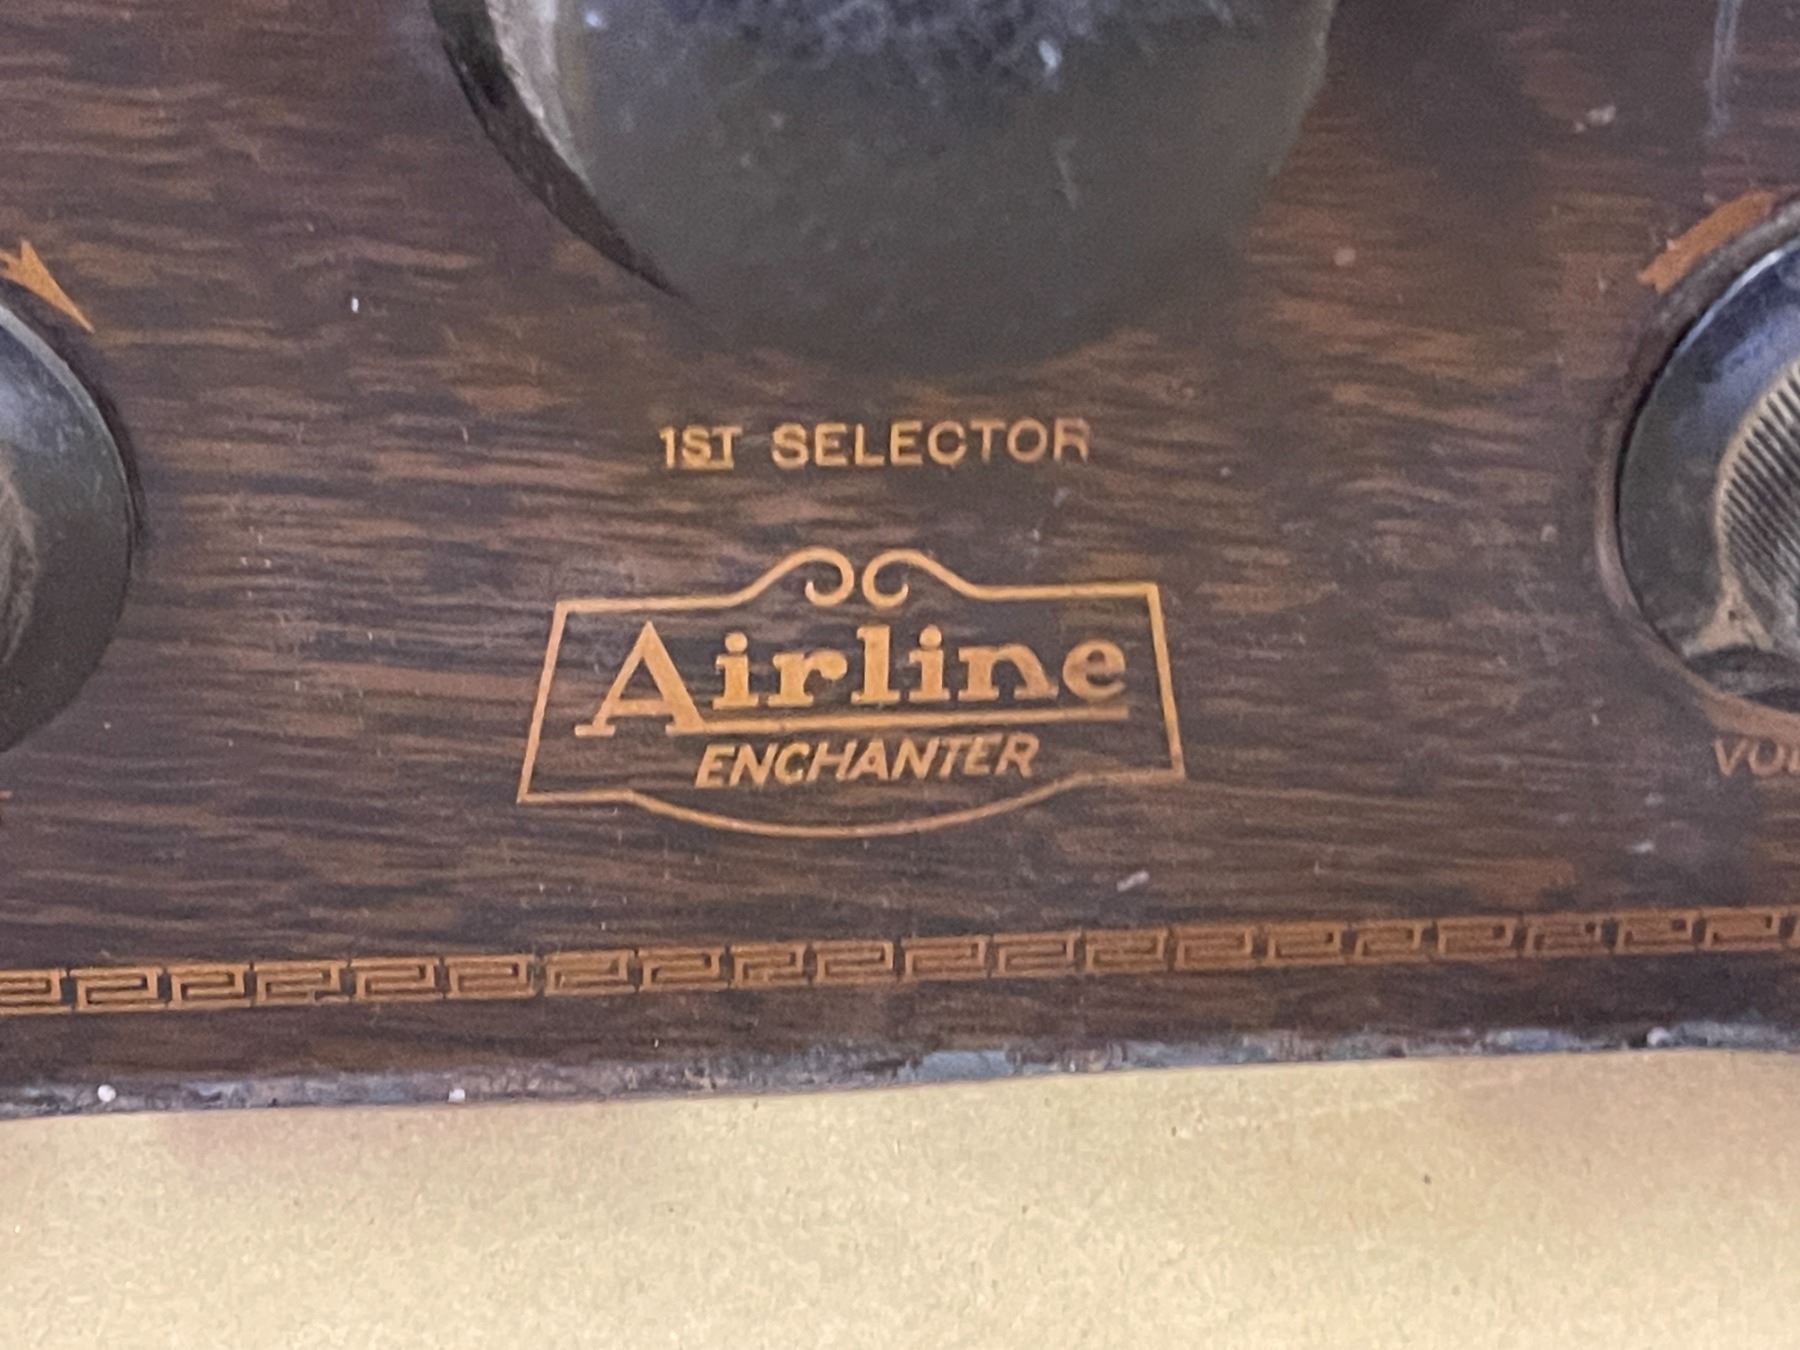 1ST SELECTOR
Airline
ENCHANTER